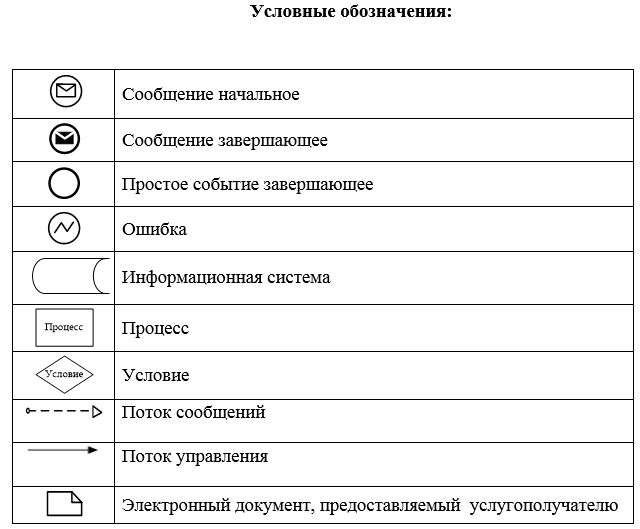 Условные обозначения:
Сообщение начальное
Сообщение завершающее
Простое событие завершающее
Ошибка
Информационная система
Процесс Процесс
Условие Условие
Поток сообщений
Поток управления
Электронный документ, предоставляемый услугополучателю